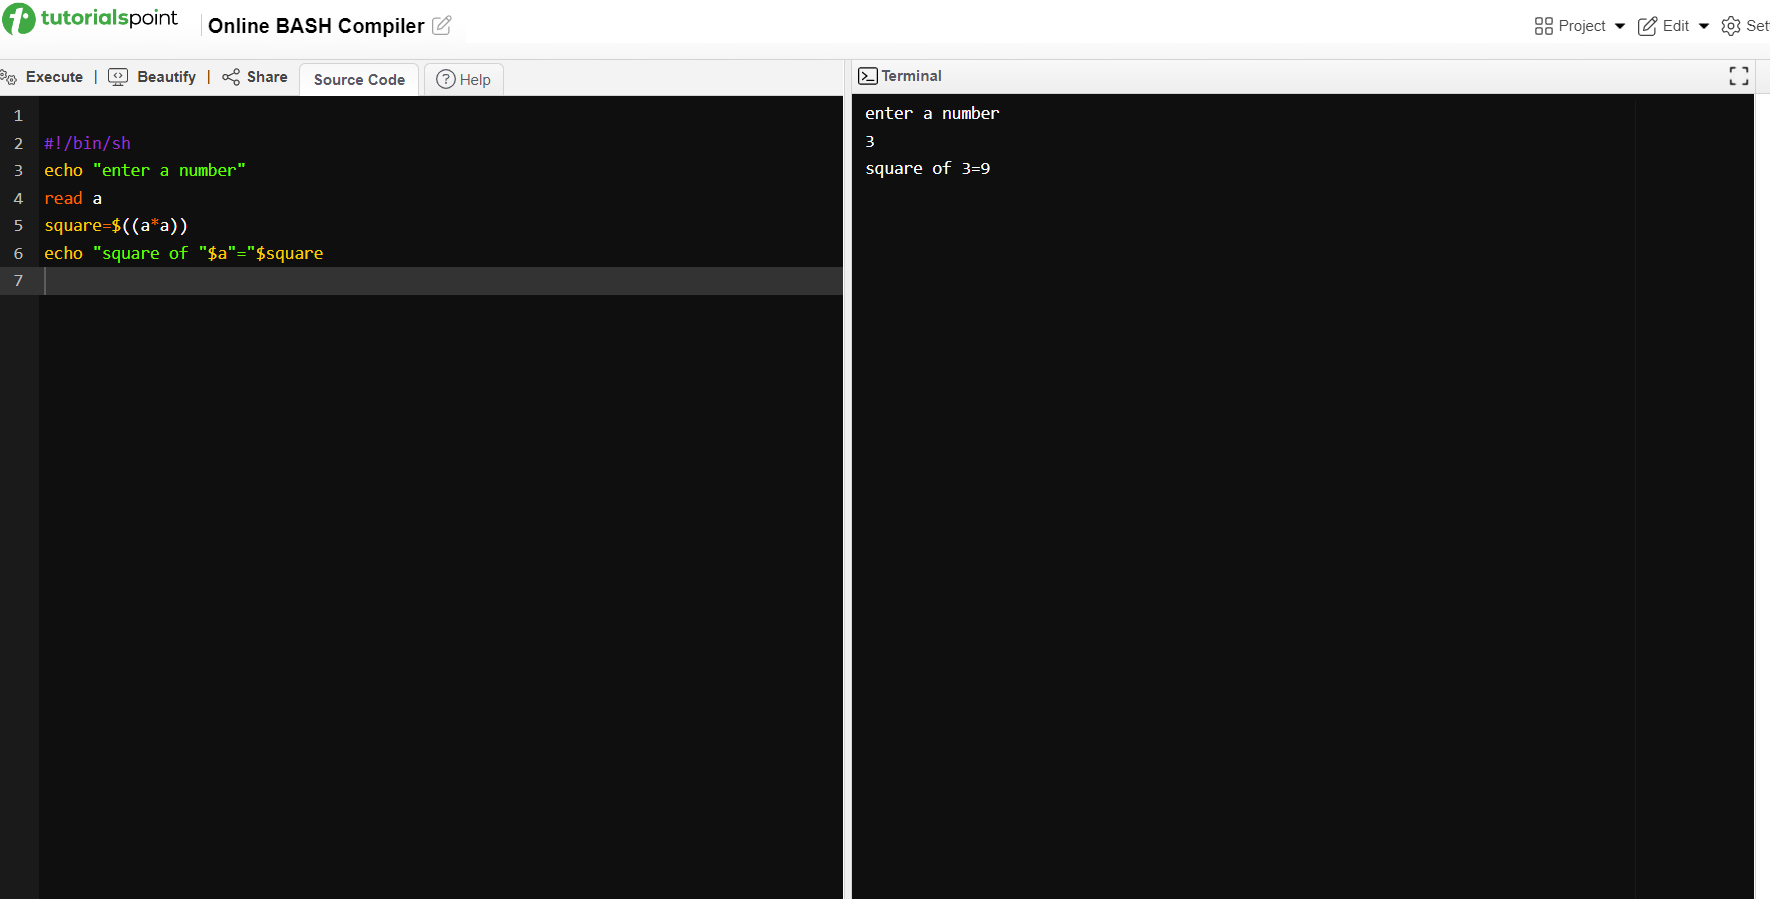 tutorialspoint
Online BASH Compiler
Project
Edit
Set
Execute | Beautify | Share
Source Code
? Help
1
2 #!/bin/sh
3 echo "enter a number"
4 read a
5 square=$((a*a))
6 echo "square of "$a"="$square
7
Terminal
enter a number
3
square of 3=9